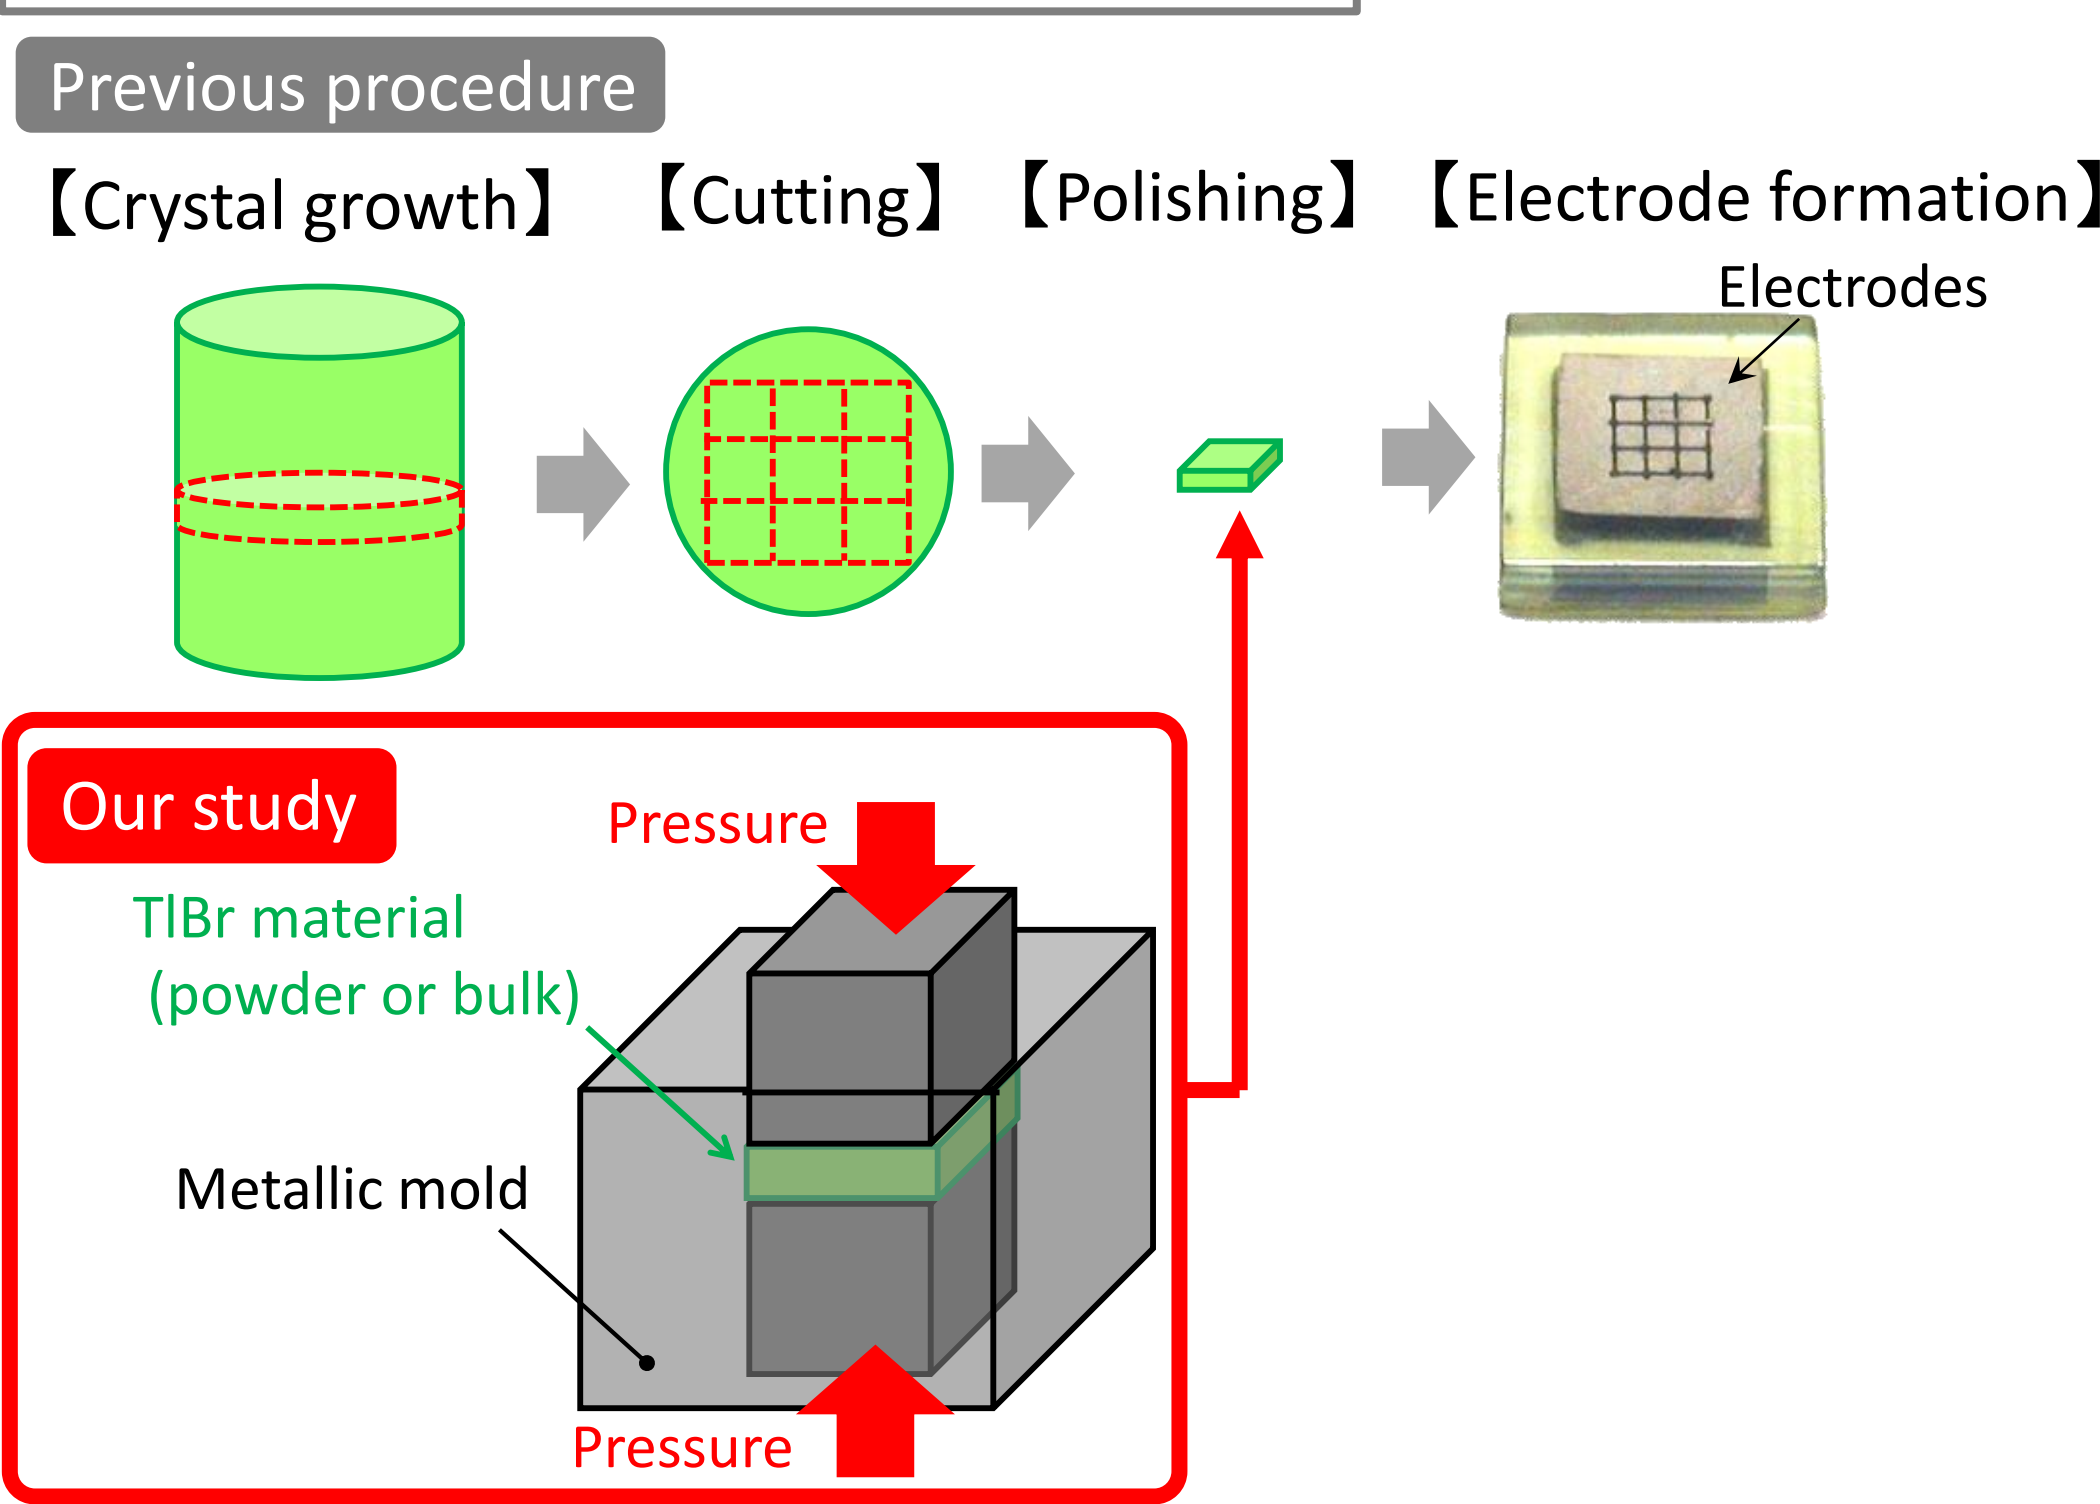 Previous procedure
【Crystal growth】
【Cutting】
【Polishing】
【Electrode formation】
Electrodes
Our study
Pressure
TlBr material
(powder or bulk)
Metallic mold
Pressure